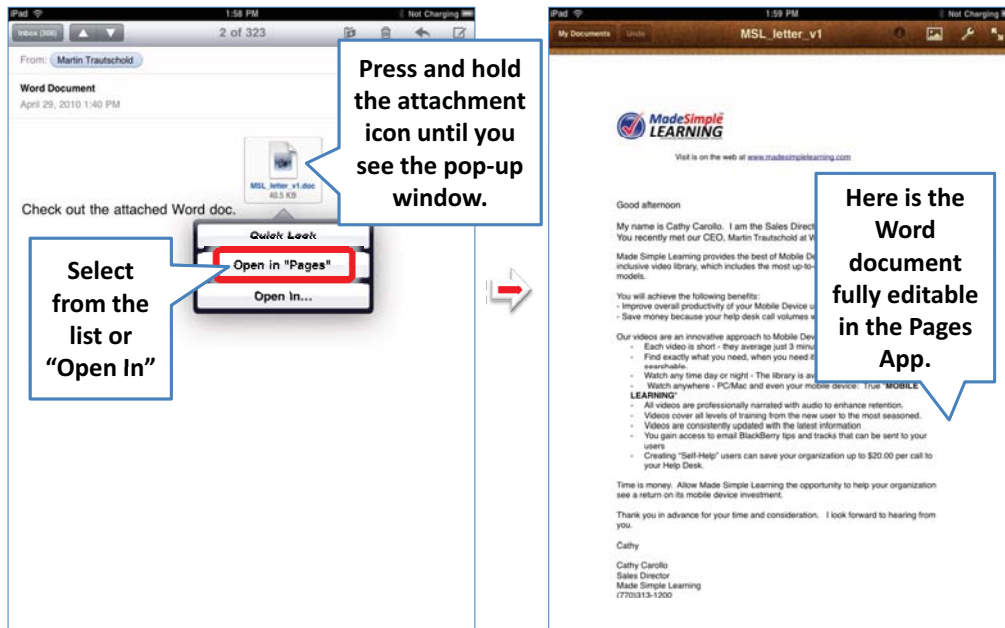 iPad
1:58 PM
Not Charging
Inbox (308)
2 of 323
From: Martin Trautschold
Word Document
April 29, 2010 1:40 PM
MSL_letter_v1.doc
40.5 KB
Check out the attached Word doc.
Quick Look
Open in "Pages"
Open In...
Press and hold
the attachment
icon until you
see the pop-up
window.
Select
from the
list or
“Open In”
iPad
1:59 PM
Not Charging
My Documents
Undo
MSL_letter_v1
MadeSimple
LEARNING
Visit is on the web at www.madesimplelearning.com
Good afternoon
My name is Cathy Carollo. I am the Sales Direct
You recently met our CEO, Martin Trautschold at W
Made Simple Learning provides the best of Mobile De
inclusive video library, which includes the most up-to-
models.
You will achieve the following benefits:
- Improve overall productivity of your Mobile Device u
- Save money because your help desk call volumes w
Our videos are an innovative approach to Mobile Dev
- Each video is short - they average just 3 minu
- Find exactly what you need, when you need it
searchable.
- Watch any time day or night - The library is av
- Watch anywhere - PC/Mac and even your mobile device: True "MOBILE
LEARNING"
- All videos are professionally narrated with audio to enhance retention.
- Videos cover all levels of training from the new user to the most seasoned.
- Videos are consistently updated with the latest information
- You gain access to email BlackBerry tips and tracks that can be sent to your
users
- Creating "Self-Help" users can save your organization up to $20.00 per call to
your Help Desk.
Time is money. Allow Made Simple Learning the opportunity to help your organization
see a return on its mobile device investment.
Thank you in advance for your time and consideration. I look forward to hearing from
you.
Cathy
Cathy Carollo
Sales Director
Made Simple Learning
(770)313-1200
Here is the
Word
document
fully editable
in the Pages
App.